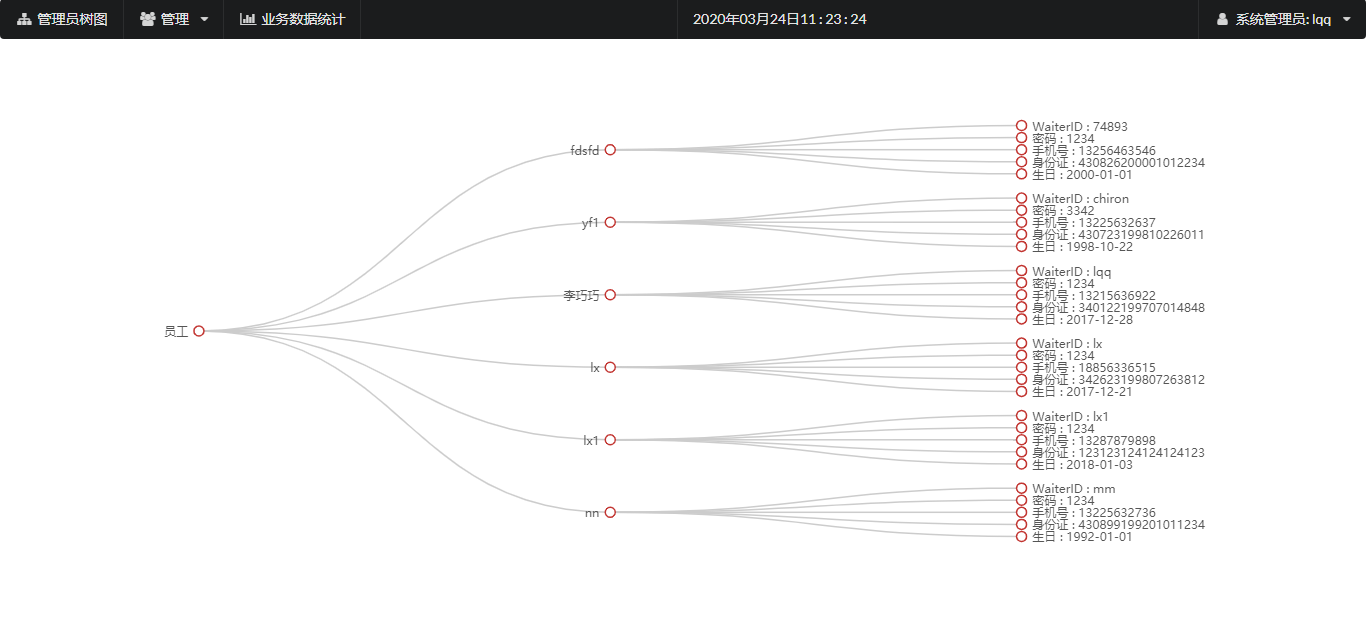 管理员树图 管理 业务数据统计 2020年03月24日11 : 23 : 24 系统管理员: lqq
员工
fdsfd
WaiterID : 74893
密码 : 1234
手机号 : 13256463546
身份证 : 430826200001012234
生日 : 2000-01-01
yf1
WaiterID : chiron
密码 : 3342
手机号 : 13225632637
身份证 : 430723199810226011
生日 : 1998-10-22
李巧巧
WaiterID : lqq
密码 : 1234
手机号 : 13215636922
身份证 : 340122199707014848
生日 : 2017-12-28
lx
WaiterID : lx
密码 : 1234
手机号 : 18856336515
身份证 : 342623199807263812
生日 : 2017-12-21
lx1
WaiterID : lx1
密码 : 1234
手机号 : 13287879898
身份证 : 123123124124124123
生日 : 2018-01-03
nn
WaiterID : mm
密码 : 1234
手机号 : 13225632736
身份证 : 430899199201011234
生日 : 1992-01-01